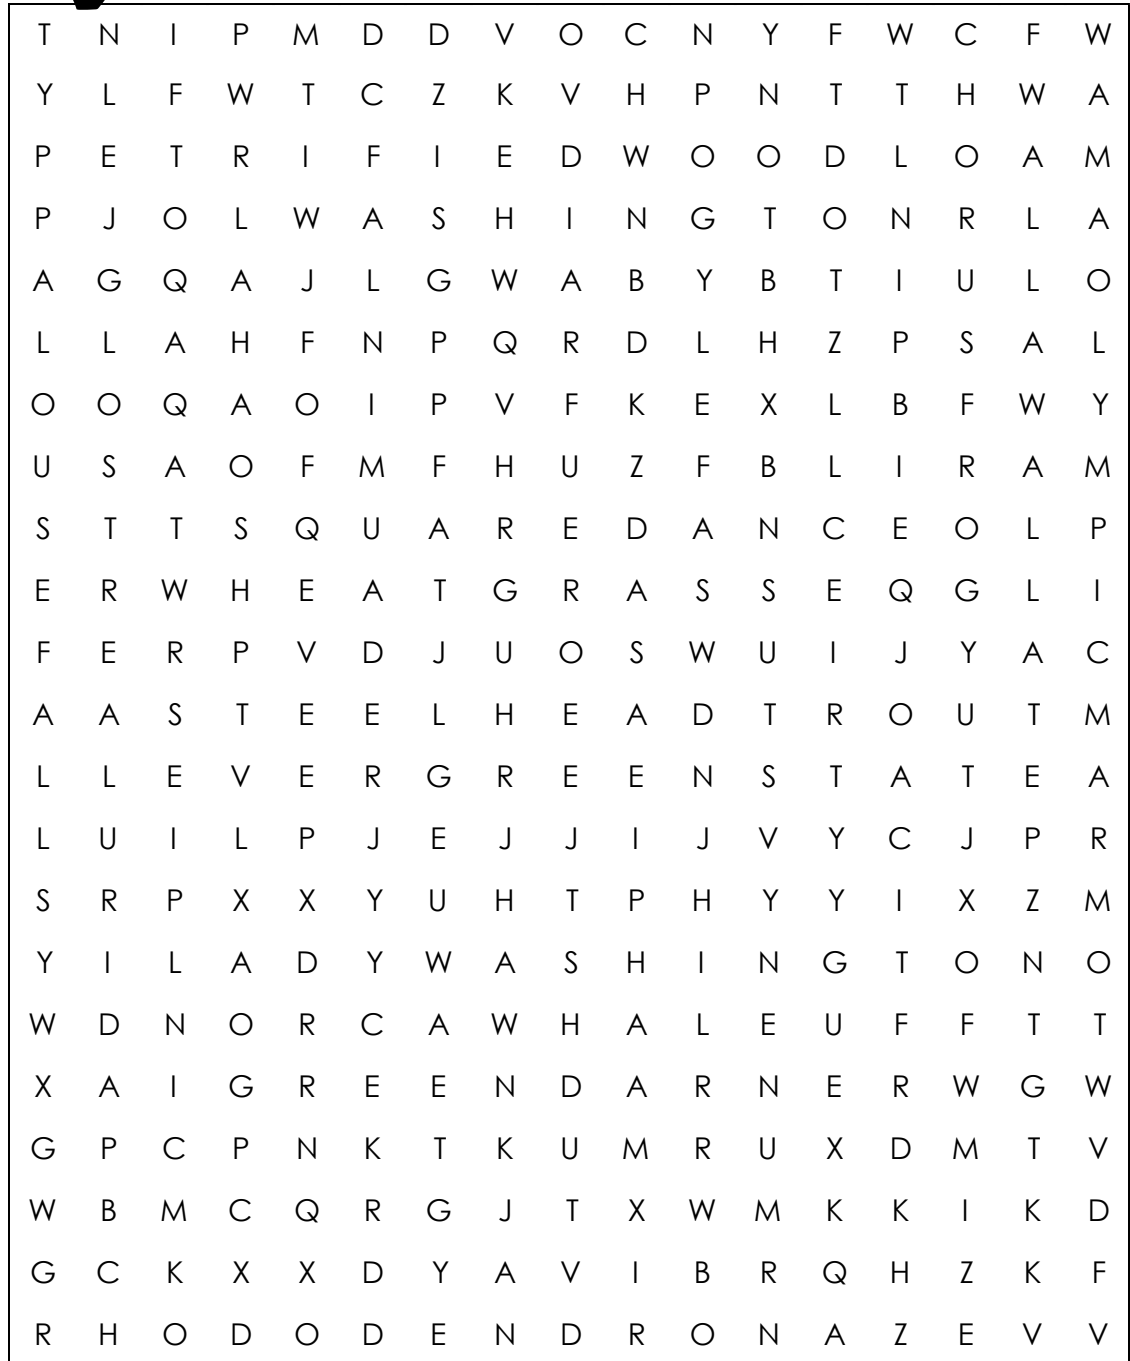 T N I P M D D V O C N Y F W C F W
Y L F W T C Z K V H P N T T H W A
P E T R I F I E D W O O D L O A M
P J O L W A S H I N G T O N R L A
A G Q A J L G W A B Y B T I U L O
L L A H F N P Q R D L H Z P S A L
O O Q A O I P V F K E X L B F W Y
U S A O F M F H U Z F B L I R A M
S T T S Q U A R E D A N C E O L P
E R W H E A T G R A S S E Q G L I
F E R P V D J U O S W U I J Y A C
A A S T E E L H E A D T R O U T M
L L E V E R G R E E N S T A T E A
L U I L P J E J J I J V Y C J P R
S R P X X Y U H T P H Y Y I X Z M
Y I L A D Y W A S H I N G T O N O
W D N O R C A W H A L E U F F T T
X A I G R E E N D A R N E R W G W
G P C P N K T K U M R U X D M T V
W B M C Q R G J T X W M K K I K D
G C K X X D Y A V I B R Q H Z K F
R H O D O D E N D R O N A Z E V V